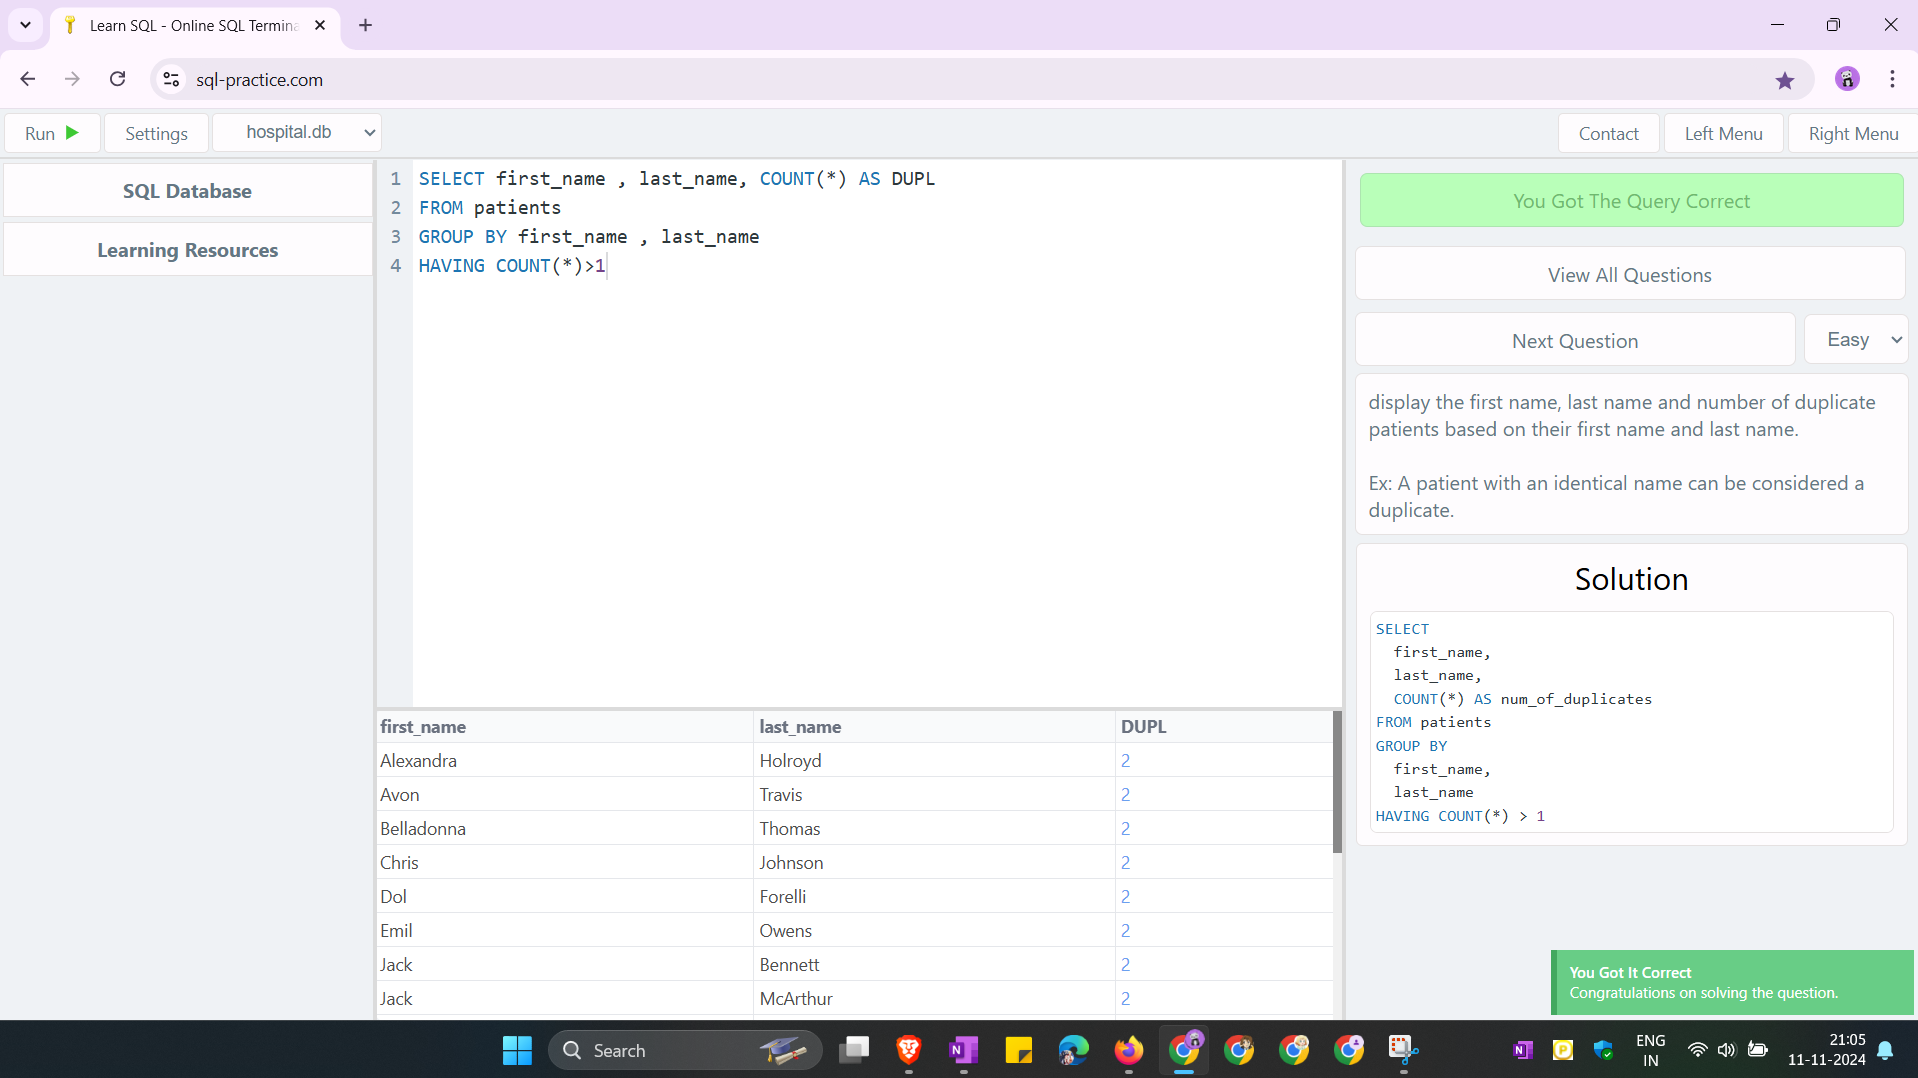 Learn SQL - Online SQL Termina
sql-practice.com
Run
Settings
hospital.db
Contact
Left Menu
Right Menu
SQL Database
Learning Resources
1 SELECT first_name , last_name, COUNT(*) AS DUPL
2 FROM patients
3 GROUP BY first_name , last_name
4 HAVING COUNT(*)>1
first_name last_name DUPL
Alexandra Holroyd 2
Avon Travis 2
Belladonna Thomas 2
Chris Johnson 2
Dol Forelli 2
Emil Owens 2
Jack Bennett 2
Jack McArthur 2
You Got The Query Correct
View All Questions
Next Question
Easy
display the first name, last name and number of duplicate
patients based on their first name and last name.
Ex: A patient with an identical name can be considered a
duplicate.
Solution
SELECT
first_name,
last_name,
COUNT(*) AS num_of_duplicates
FROM patients
GROUP BY
first_name,
last_name
HAVING COUNT(*) > 1
You Got It Correct
Congratulations on solving the question.
Search
ENG
IN
21:05
11-11-2024